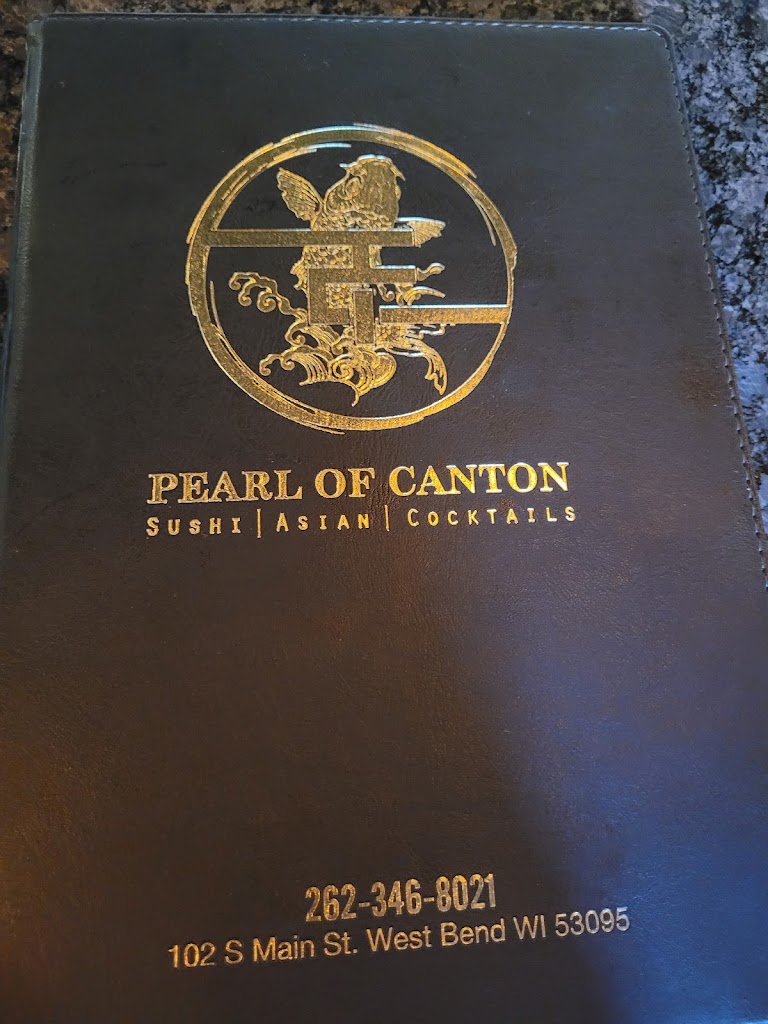 PEARL OF CANTON
SUSHI | ASIAN | COCKTAILS
262-346-8021
102 S Main St. West Bend WI 53095